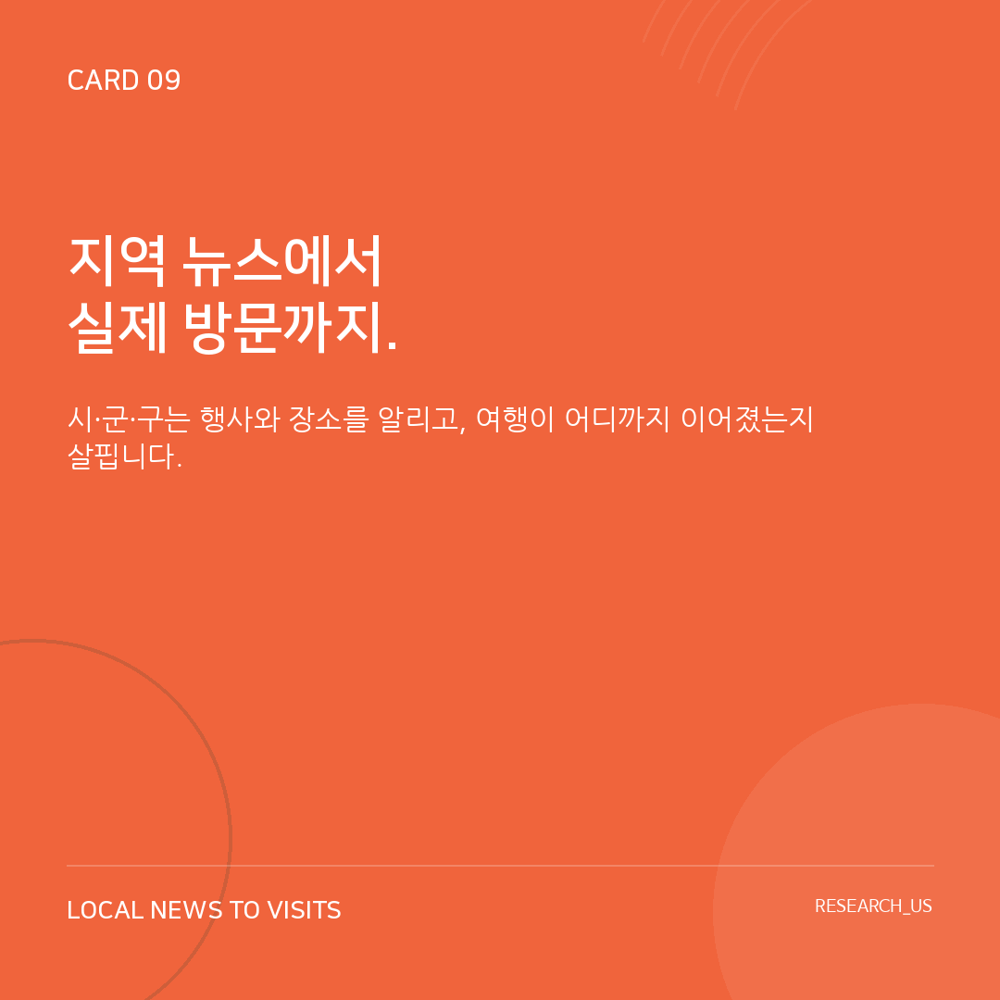 CARD 09
지역 뉴스에서
실제 방문까지.
시·군·구는 행사와 장소를 알리고, 여행이 어디까지 이어졌는지
살핍니다.
LOCAL NEWS TO VISITS
RESEARCH_US